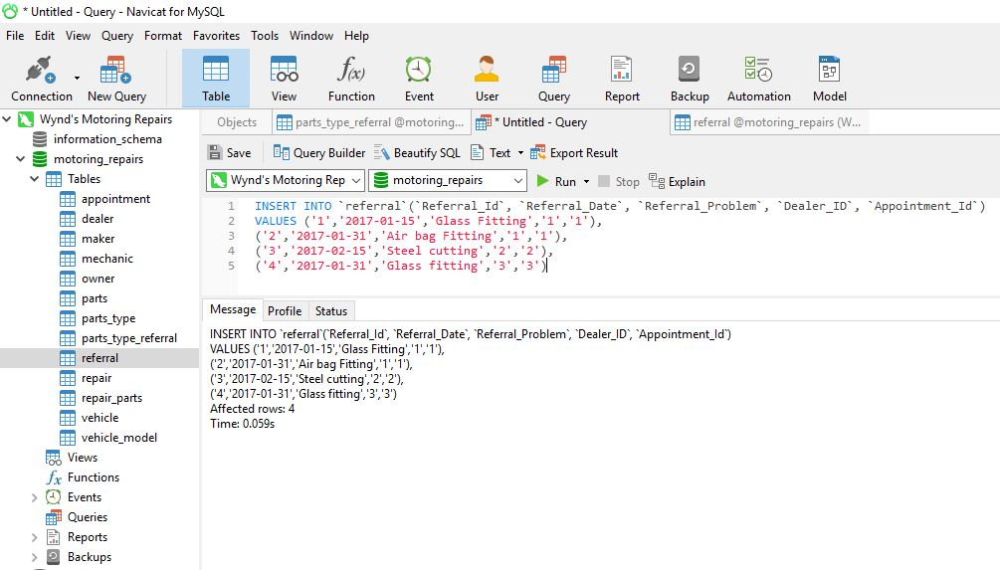 * Untitled - Query - Navicat for MySQL
File Edit View Query Format Favorites Tools Window Help
Connection New Query Table View Function Event User Query Report Backup Automation Model
Wynd's Motoring Repairs
information_schema
motoring_repairs
Tables
appointment
dealer
maker
mechanic
owner
parts
parts_type
parts_type_referral
referral
repair
repair_parts
vehicle
vehicle_model
Views
Functions
Events
Queries
Reports
Backups
Objects parts_type_referral @motoring... * Untitled - Query referral @motoring_repairs (W...
Save Query Builder Beautify SQL Text Export Result
Wynd's Motoring Rep motoring_repairs Run Stop Explain
1 INSERT INTO `referral`(`Referral_Id`, `Referral_Date`, `Referral_Problem`, `Dealer_ID`, `Appointment_Id`)
2 VALUES ('1','2017-01-15','Glass Fitting','1','1'),
3 ('2','2017-01-31','Air bag Fitting','1','1'),
4 ('3','2017-02-15','Steel cutting','2','2'),
5 ('4','2017-01-31','Glass fitting','3','3')
Message Profile Status
INSERT INTO `referral`(`Referral_Id`, `Referral_Date`, `Referral_Problem`, `Dealer_ID`, `Appointment_Id`)
VALUES ('1','2017-01-15','Glass Fitting','1','1'),
('2','2017-01-31','Air bag Fitting','1','1'),
('3','2017-02-15','Steel cutting','2','2'),
('4','2017-01-31','Glass fitting','3','3')
Affected rows: 4
Time: 0.059s